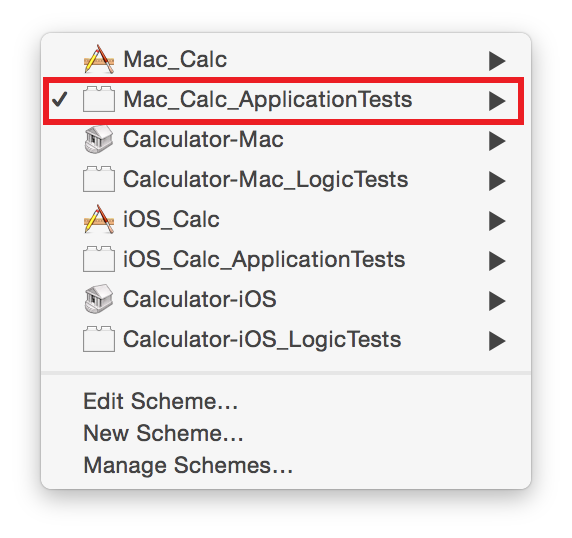 Mac_Calc
Mac_Calc_ApplicationTests
Calculator-Mac
Calculator-Mac_LogicTests
iOS_Calc
iOS_Calc_ApplicationTests
Calculator-iOS
Calculator-iOS_LogicTests
Edit Scheme…
New Scheme…
Manage Schemes…